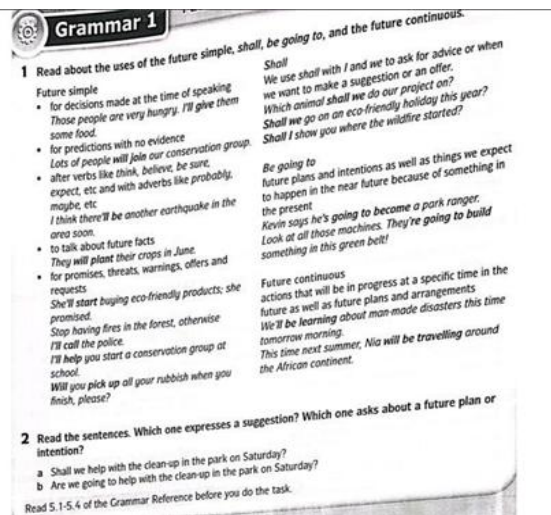 Grammar 1
1 Read about the uses of the future simple, shall, be going to, and the future continuous.
Future simple
• for decisions made at the time of speaking
Those people are very hungry. I'll give them
some food.
• for predictions with no evidence
Lots of people will join our conservation group.
• after verbs like think, believe, be sure,
expect, etc and with adverbs like probably,
maybe, etc
I think there'll be another earthquake in the
area soon.
• to talk about future facts
They will plant their crops in June.
• for promises, threats, warnings, offers and
requests
She'll start buying eco-friendly products; she
promised.
Stop having fires in the forest, otherwise
I'll call the police.
I'll help you start a conservation group at
school.
Will you pick up all your rubbish when you
finish, please?
Shall
We use shall with I and we to ask for advice or when
we want to make a suggestion or an offer.
Which animal shall we do our project on?
Shall we go on an eco-friendly holiday this year?
Shall I show you where the wildfire started?
Be going to
future plans and intentions as well as things we expect
to happen in the near future because of something in
the present
Kevin says he's going to become a park ranger.
Look at all those machines. They're going to build
something in this green belt!
Future continuous
actions that will be in progress at a specific time in the
future as well as future plans and arrangements
We'll be learning about man-made disasters this time
tomorrow morning.
This time next summer, Nia will be travelling around
the African continent.
2 Read the sentences. Which one expresses a suggestion? Which one asks about a future plan or
intention?
a Shall we help with the clean-up in the park on Saturday?
b Are we going to help with the clean-up in the park on Saturday?
Read 5.1-5.4 of the Grammar Reference before you do the task.